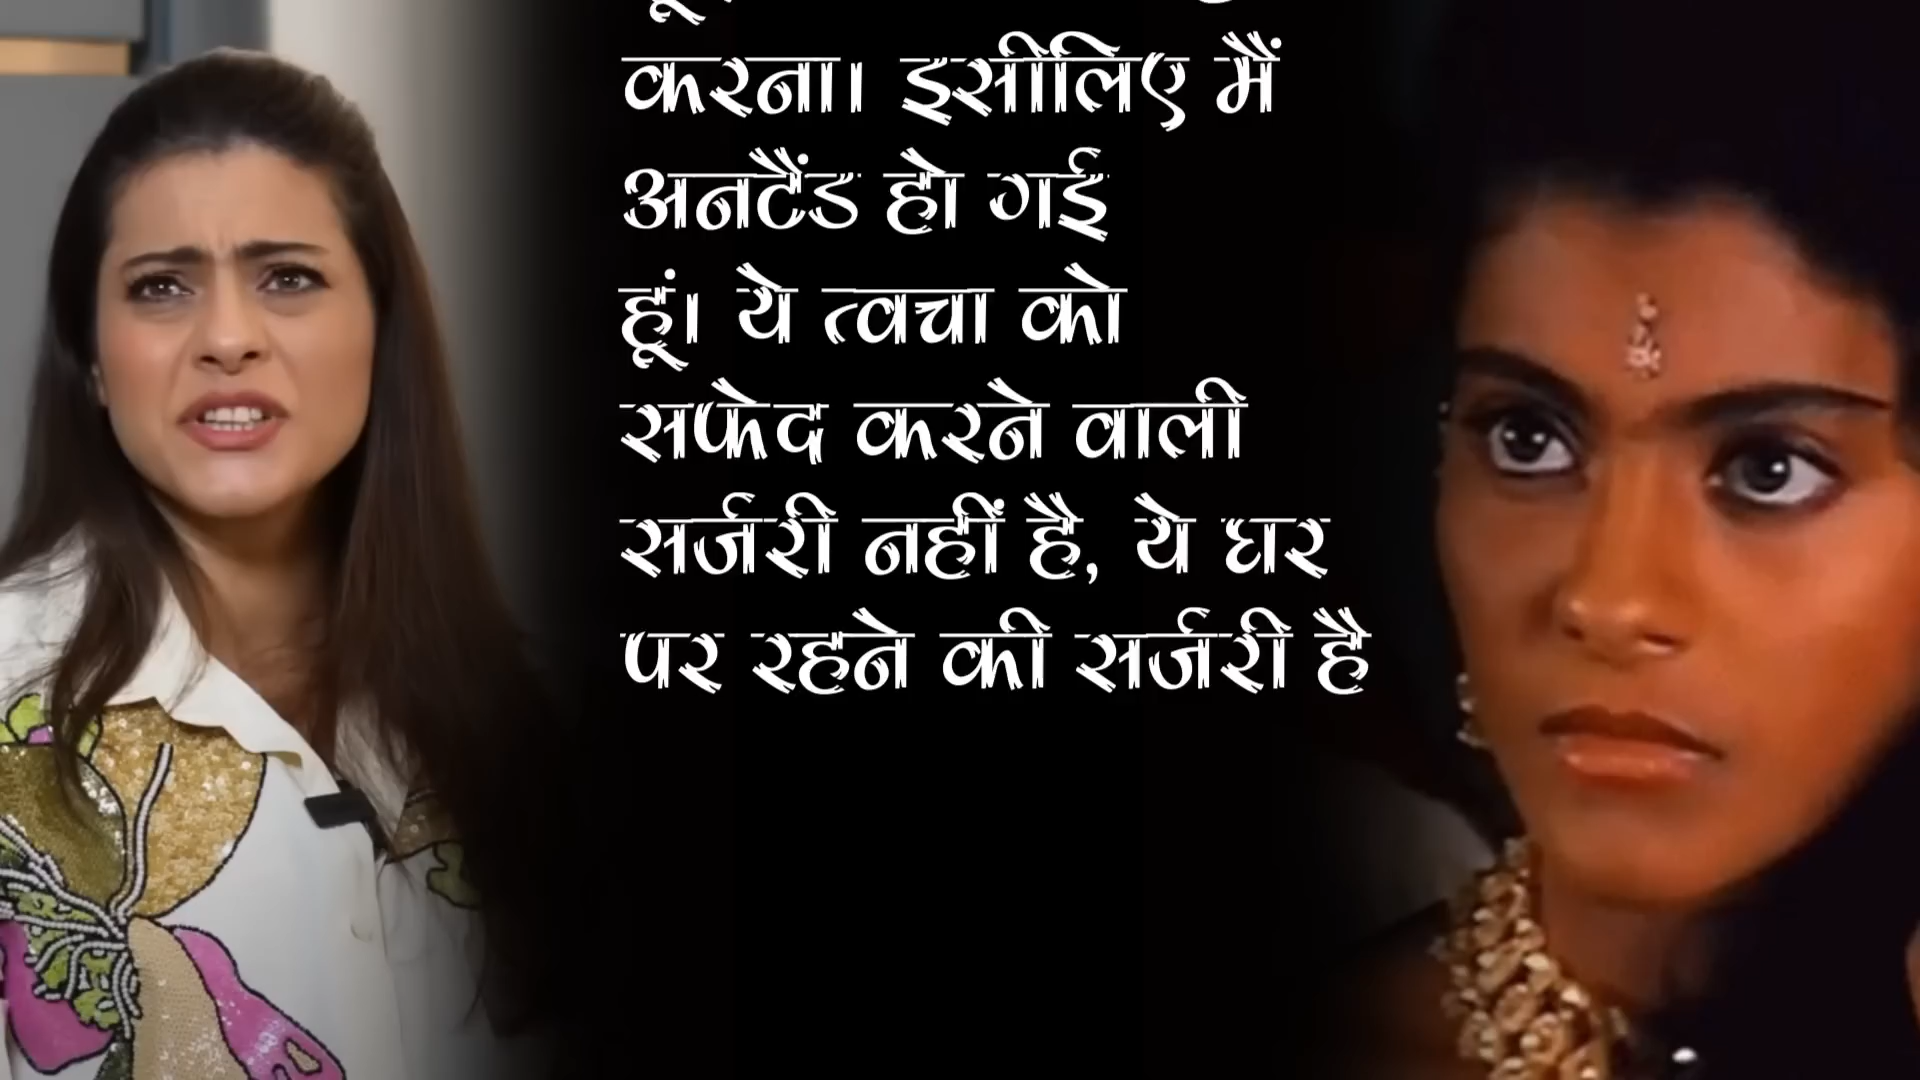 करना। इसीलिए मैं
अनटैंड हो गई
हूं। ये त्वचा को
सफेद करने वाली
सर्जरी नहीं है, ये घर
पर रहने की सर्जरी है